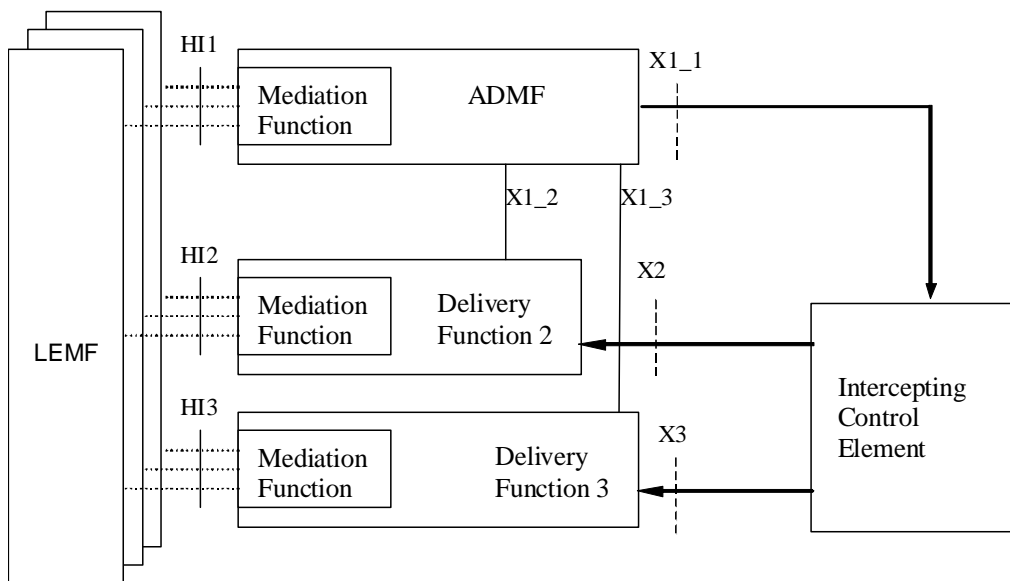 HI1
X1_1
Mediation
Function
ADMF
X1_2
X1_3
HI2
X2
Mediation
Function
Delivery
Function 2
LEMF
Intercepting
Control
Element
HI3
X3
Mediation
Function
Delivery
Function 3